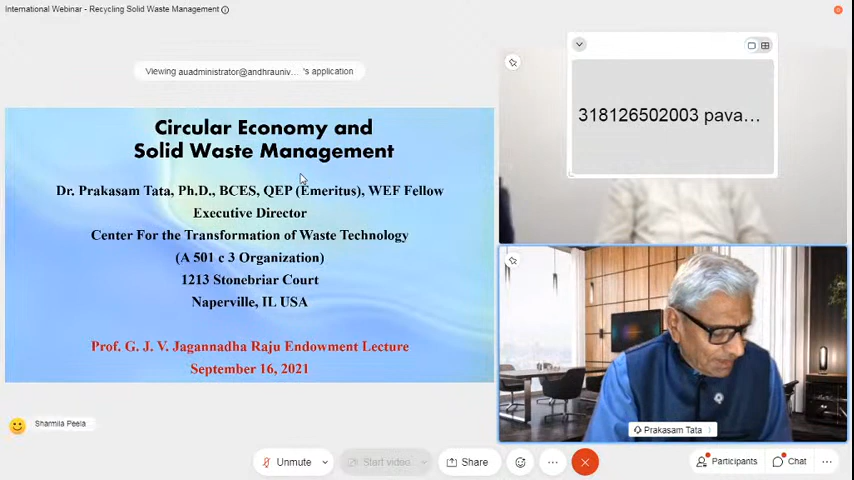 International Webinar - Recycling Solid Waste Management
Viewing auadministrator@andhrauniv... 's application
Circular Economy and
Solid Waste Management
Dr. Prakasam Tata, Ph.D., BCES, QEP (Emeritus), WEF Fellow
Executive Director
Center For the Transformation of Waste Technology
(A 501 c 3 Organization)
1213 Stonebriar Court
Naperville, IL USA
Prof. G. J. V. Jagannadha Raju Endowment Lecture
September 16, 2021
318126502003 pava...
Prakasam Tata
Sharmila Peela
Unmute
Start video
Share
Participants
Chat